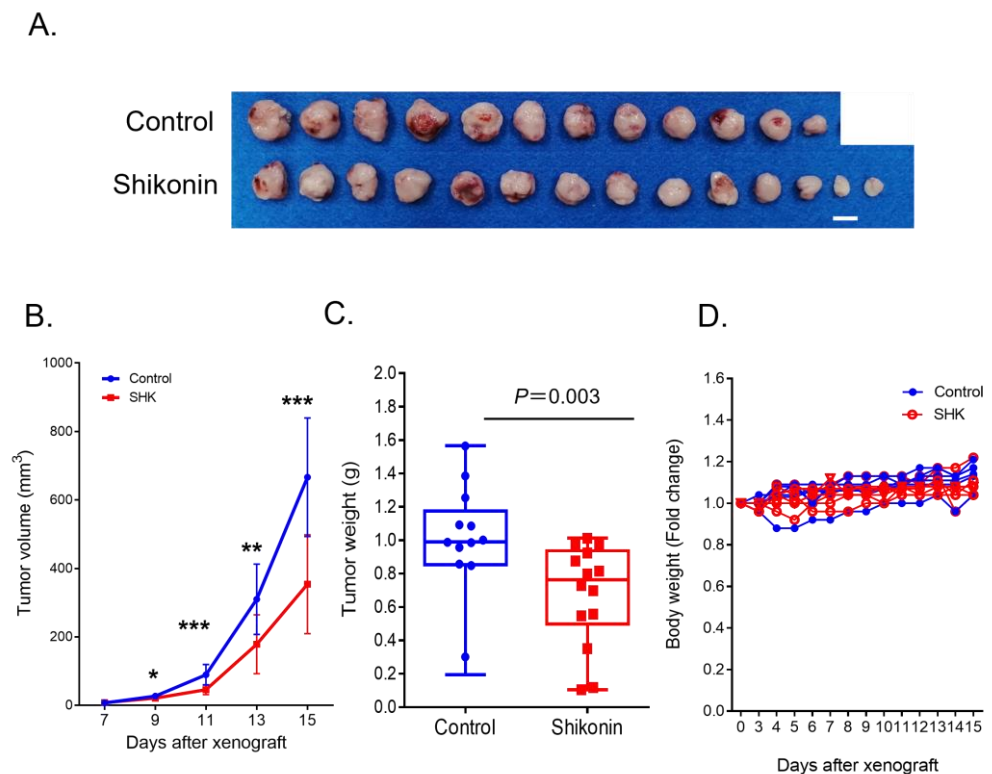 A.
Control
Shikonin
B.
Control
SHK
***
**
***
*
Tumor volume (mm³)
1000
800
600
400
200
0
7 9 11 13 15
Days after xenograft
C.
P=0.003
Tumor weight (g)
2.0
1.8
1.6
1.4
1.2
1.0
0.8
0.6
0.4
0.2
0.0
Control Shikonin
D.
Control
SHK
Body weight (Fold change)
1.6
1.4
1.2
1.0
0.8
0.6
0.4
0.2
0.0
0 3 4 5 6 7 8 9 10 11 12 13 14 15
Days after xenograft